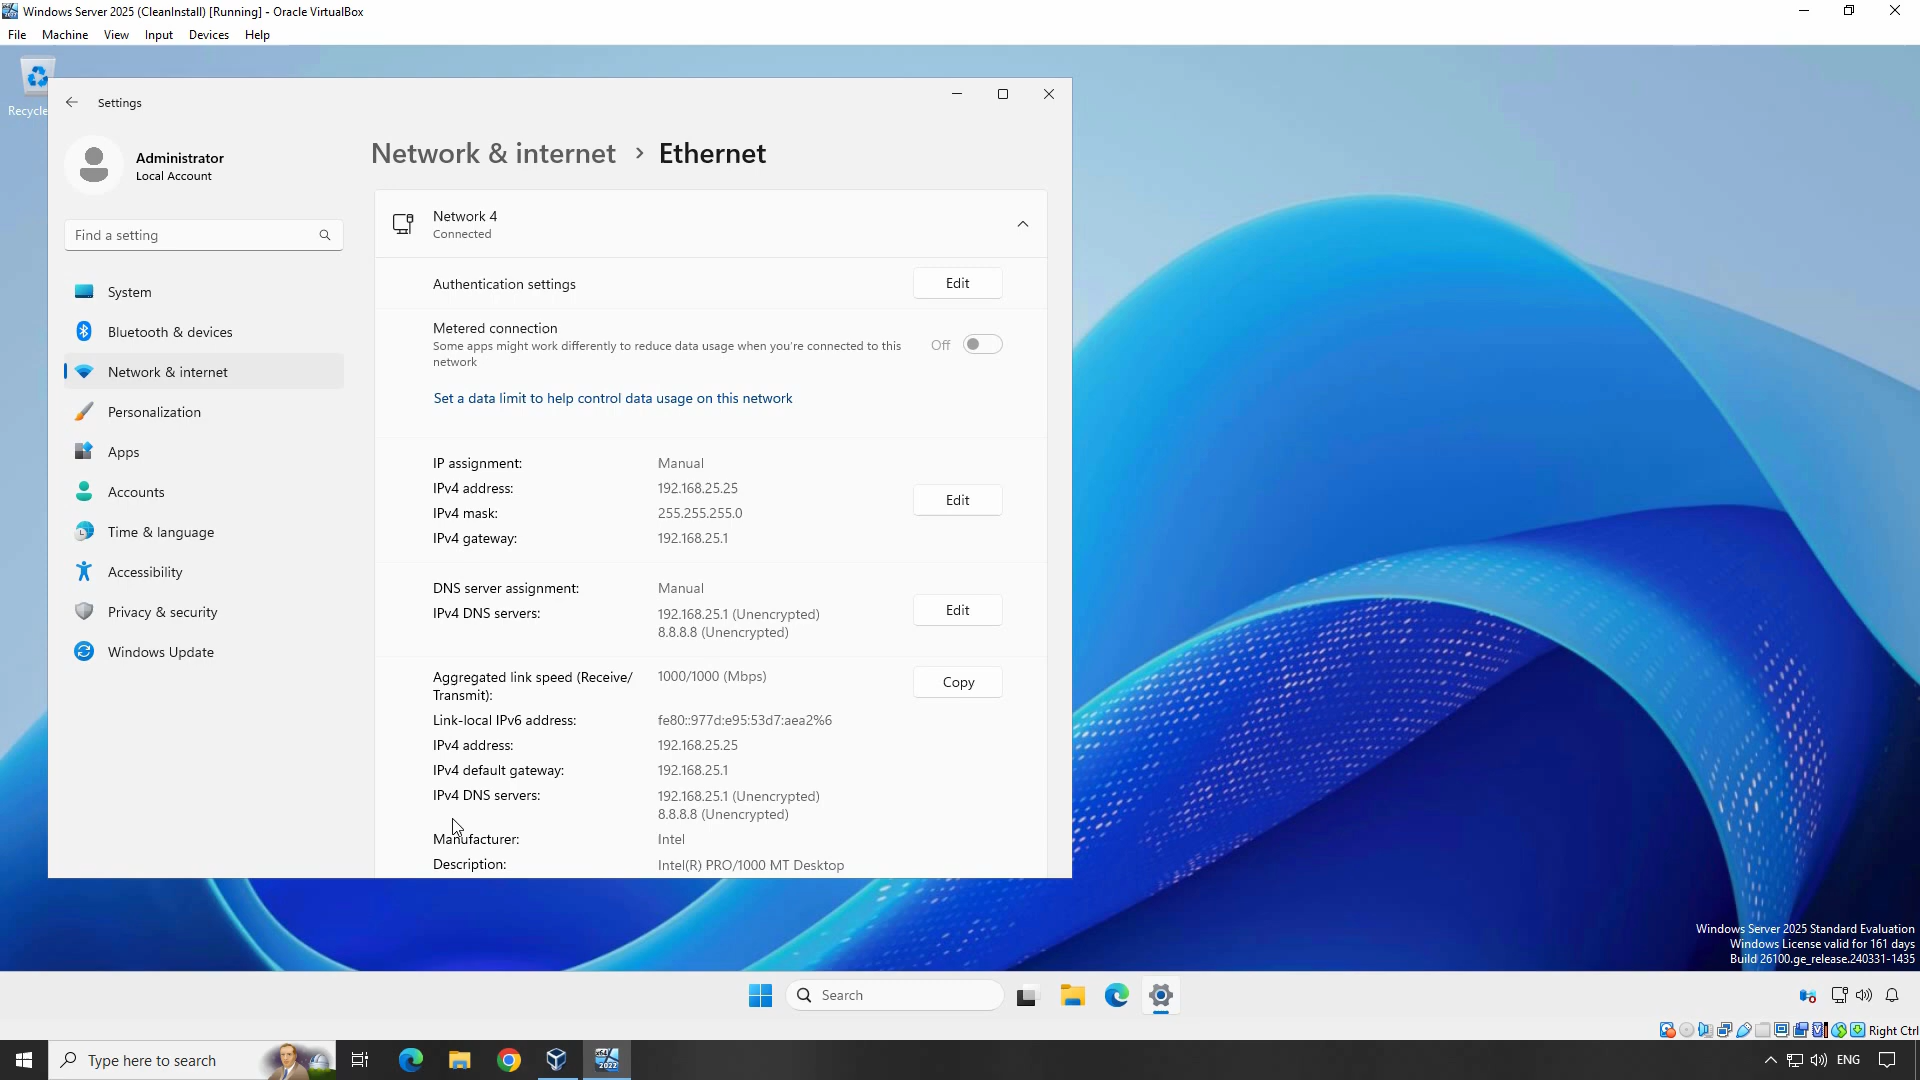 Windows Server 2025 (CleanInstall) [Running] - Oracle VirtualBox
File Machine View Input Devices Help
Recycle
Settings
Administrator
Local Account
Find a setting
System
Bluetooth & devices
Network & internet
Personalization
Apps
Accounts
Time & language
Accessibility
Privacy & security
Windows Update
Network & internet > Ethernet
Network 4
Connected
Authentication settings
Edit
Metered connection
Some apps might work differently to reduce data usage when you're connected to this
network
Off
Set a data limit to help control data usage on this network
IP assignment: Manual
IPv4 address: 192.168.25.25
IPv4 mask: 255.255.255.0
IPv4 gateway: 192.168.25.1
Edit
DNS server assignment: Manual
IPv4 DNS servers: 192.168.25.1 (Unencrypted)
8.8.8.8 (Unencrypted)
Edit
Aggregated link speed (Receive/ 1000/1000 (Mbps)
Transmit):
Copy
Link-local IPv6 address: fe80::977d:e95:53d7:aea2%6
IPv4 address: 192.168.25.25
IPv4 default gateway: 192.168.25.1
IPv4 DNS servers: 192.168.25.1 (Unencrypted)
8.8.8.8 (Unencrypted)
Manufacturer: Intel
Description: Intel(R) PRO/1000 MT Desktop
Windows Server 2025 Standard Evaluation
Windows License valid for 161 days
Build 26100.ge_release.240331-1435
Search
Right Ctrl
Type here to search
x64
2022
ENG